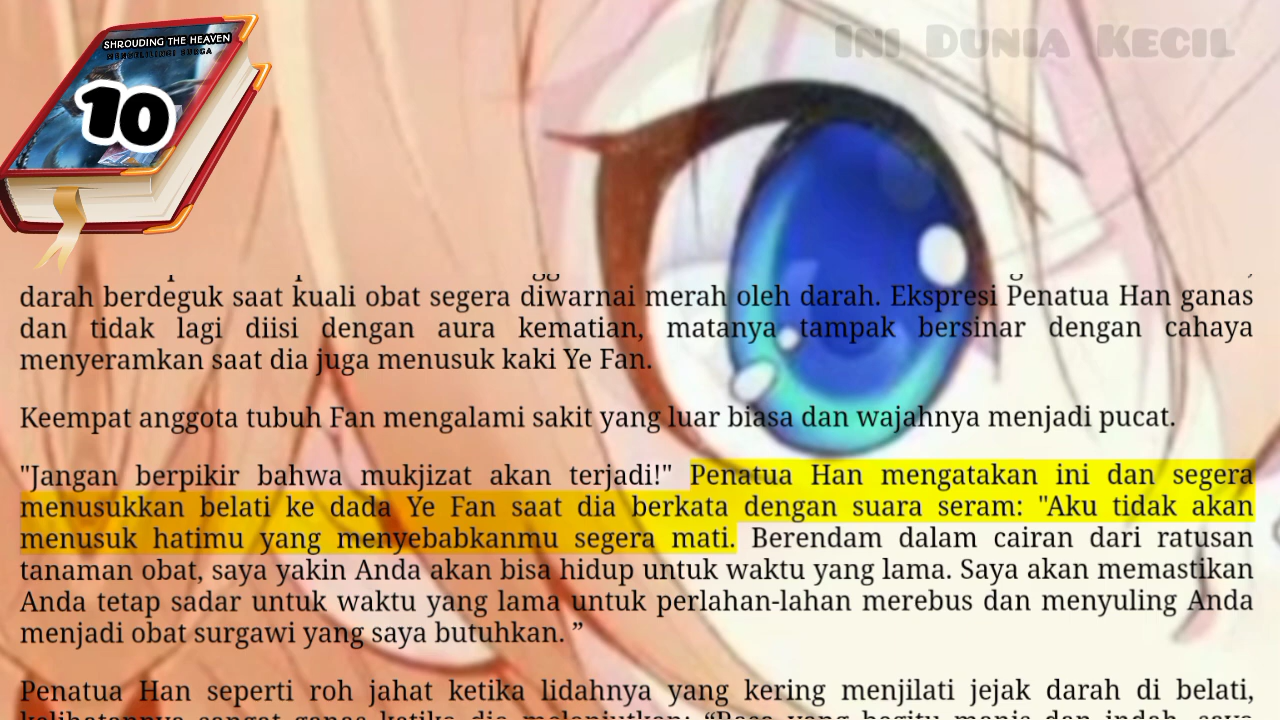 SHROUDING THE HEAVEN
10
Ini Dunia Kecil
darah berdeguk saat kuali obat segera diwarnai merah oleh darah. Ekspresi Penatua Han ganas
dan tidak lagi diisi dengan aura kematian, matanya tampak bersinar dengan cahaya
menyeramkan saat dia juga menusuk kaki Ye Fan.
Keempat anggota tubuh Fan mengalami sakit yang luar biasa dan wajahnya menjadi pucat.
"Jangan berpikir bahwa mukjizat akan terjadi!" Penatua Han mengatakan ini dan segera
menusukkan belati ke dada Ye Fan saat dia berkata dengan suara seram: "Aku tidak akan
menusuk hatimu yang menyebabkanmu segera mati. Berendam dalam cairan dari ratusan
tanaman obat, saya yakin Anda akan bisa hidup untuk waktu yang lama. Saya akan memastikan
Anda tetap sadar untuk waktu yang lama untuk perlahan-lahan merebus dan menyuling Anda
menjadi obat surgawi yang saya butuhkan. ”
Penatua Han seperti roh jahat ketika lidahnya yang kering menjilati jejak darah di belati,